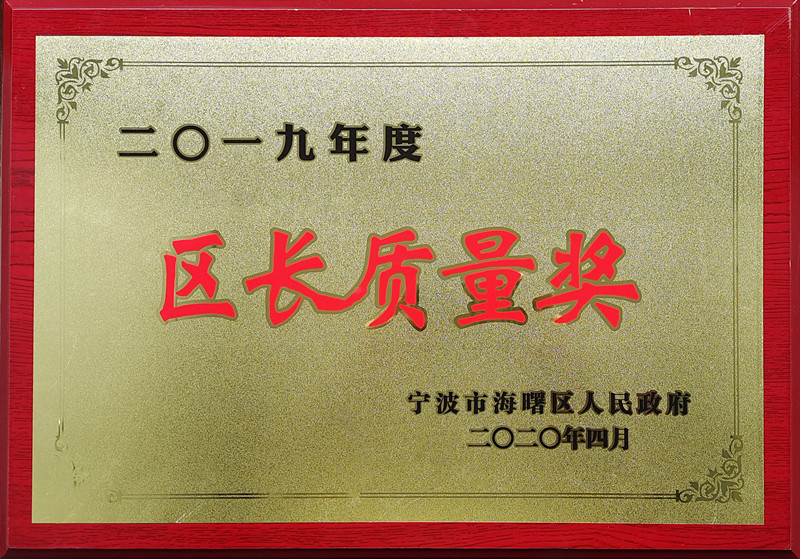 二〇一九年度
区长质量奖
宁波市海曙区人民政府
二〇二〇年四月